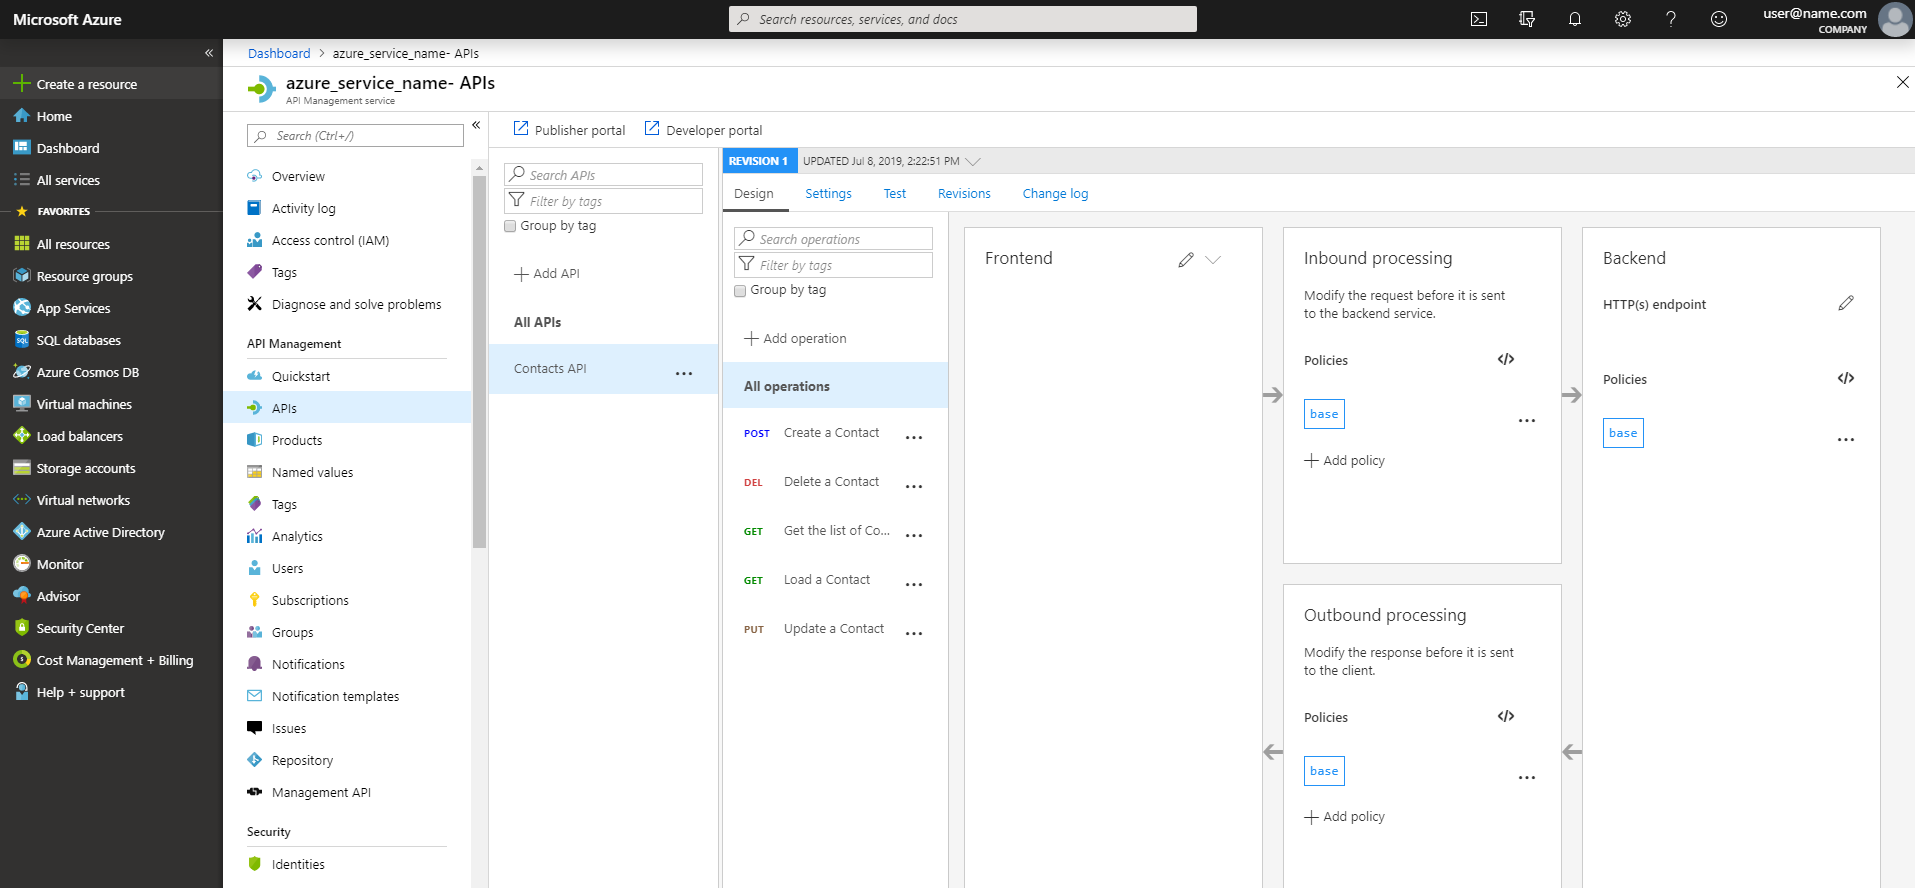 Microsoft Azure
Search resources, services, and docs
user@name.com
COMPANY
Create a resource
Home
Dashboard
All services
FAVORITES
All resources
Resource groups
App Services
SQL databases
Azure Cosmos DB
Virtual machines
Load balancers
Storage accounts
Virtual networks
Azure Active Directory
Monitor
Advisor
Security Center
Cost Management + Billing
Help + support
Dashboard > azure_service_name- APIs
azure_service_name- APIs
API Management service
Search (Ctrl+/)
Overview
Activity log
Access control (IAM)
Tags
Diagnose and solve problems
API Management
Quickstart
APIs
Products
Named values
Tags
Analytics
Users
Subscriptions
Groups
Notifications
Notification templates
Issues
Repository
Management API
Security
Identities
Publisher portal
Developer portal
Search APIs
Filter by tags
Group by tag
Add API
All APIs
Contacts API
REVISION 1
UPDATED Jul 8, 2019, 2:22:51 PM
Design
Settings
Test
Revisions
Change log
Search operations
Filter by tags
Group by tag
Add operation
All operations
POST Create a Contact
DEL Delete a Contact
GET Get the list of Co...
GET Load a Contact
PUT Update a Contact
Frontend
Inbound processing
Modify the request before it is sent
to the backend service.
Policies
base
Add policy
Outbound processing
Modify the response before it is sent
to the client.
Policies
base
Add policy
Backend
HTTP(s) endpoint
Policies
base